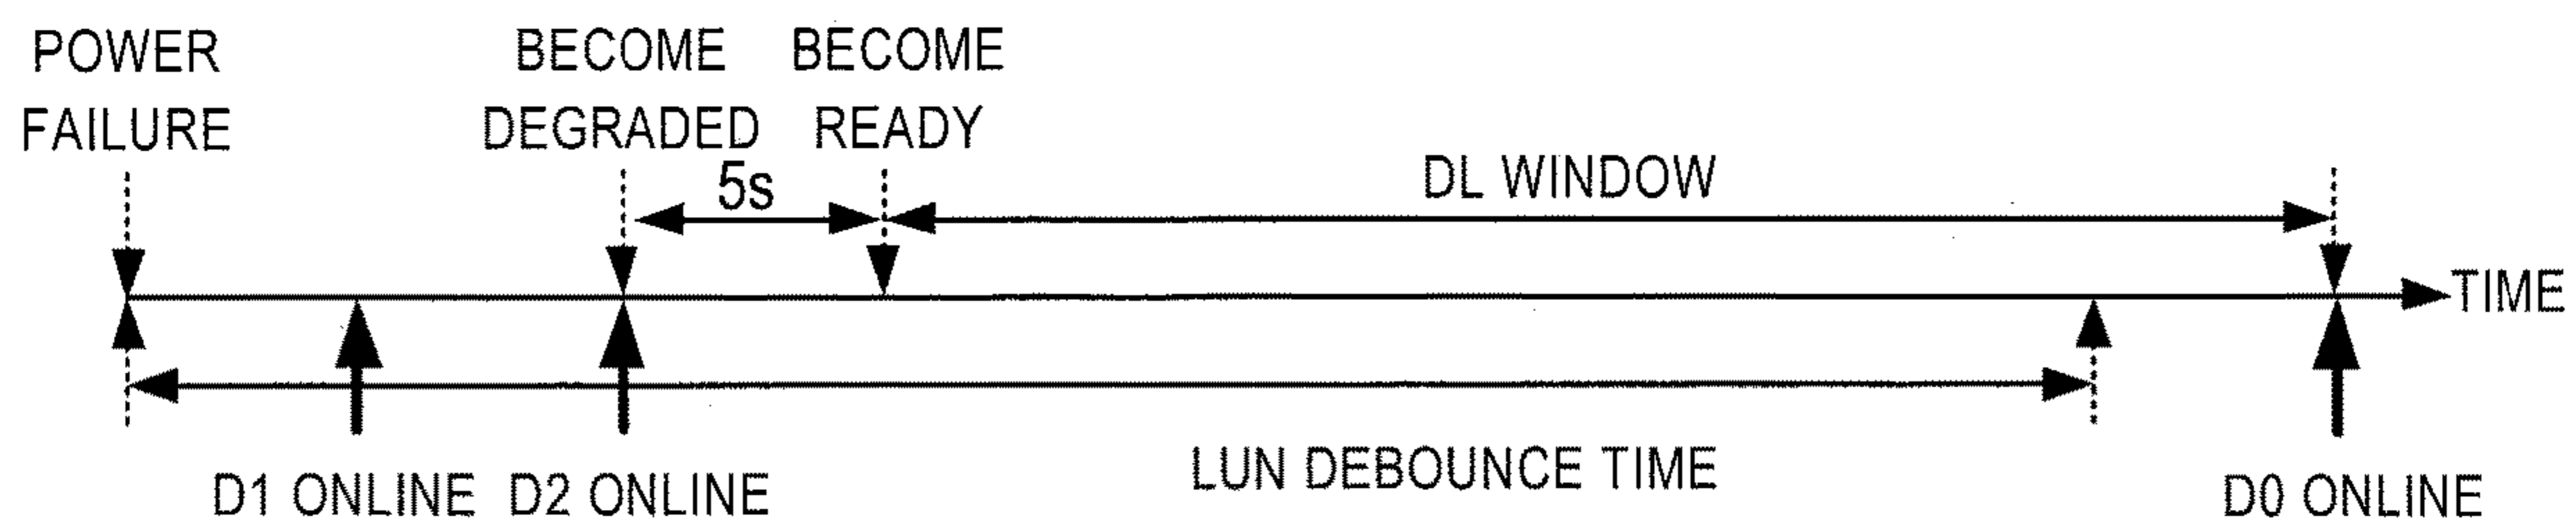 POWER
FAILURE
BECOME
DEGRADED
BECOME
READY
5s
DL WINDOW
TIME
LUN DEBOUNCE TIME
D1 ONLINE
D2 ONLINE
D0 ONLINE